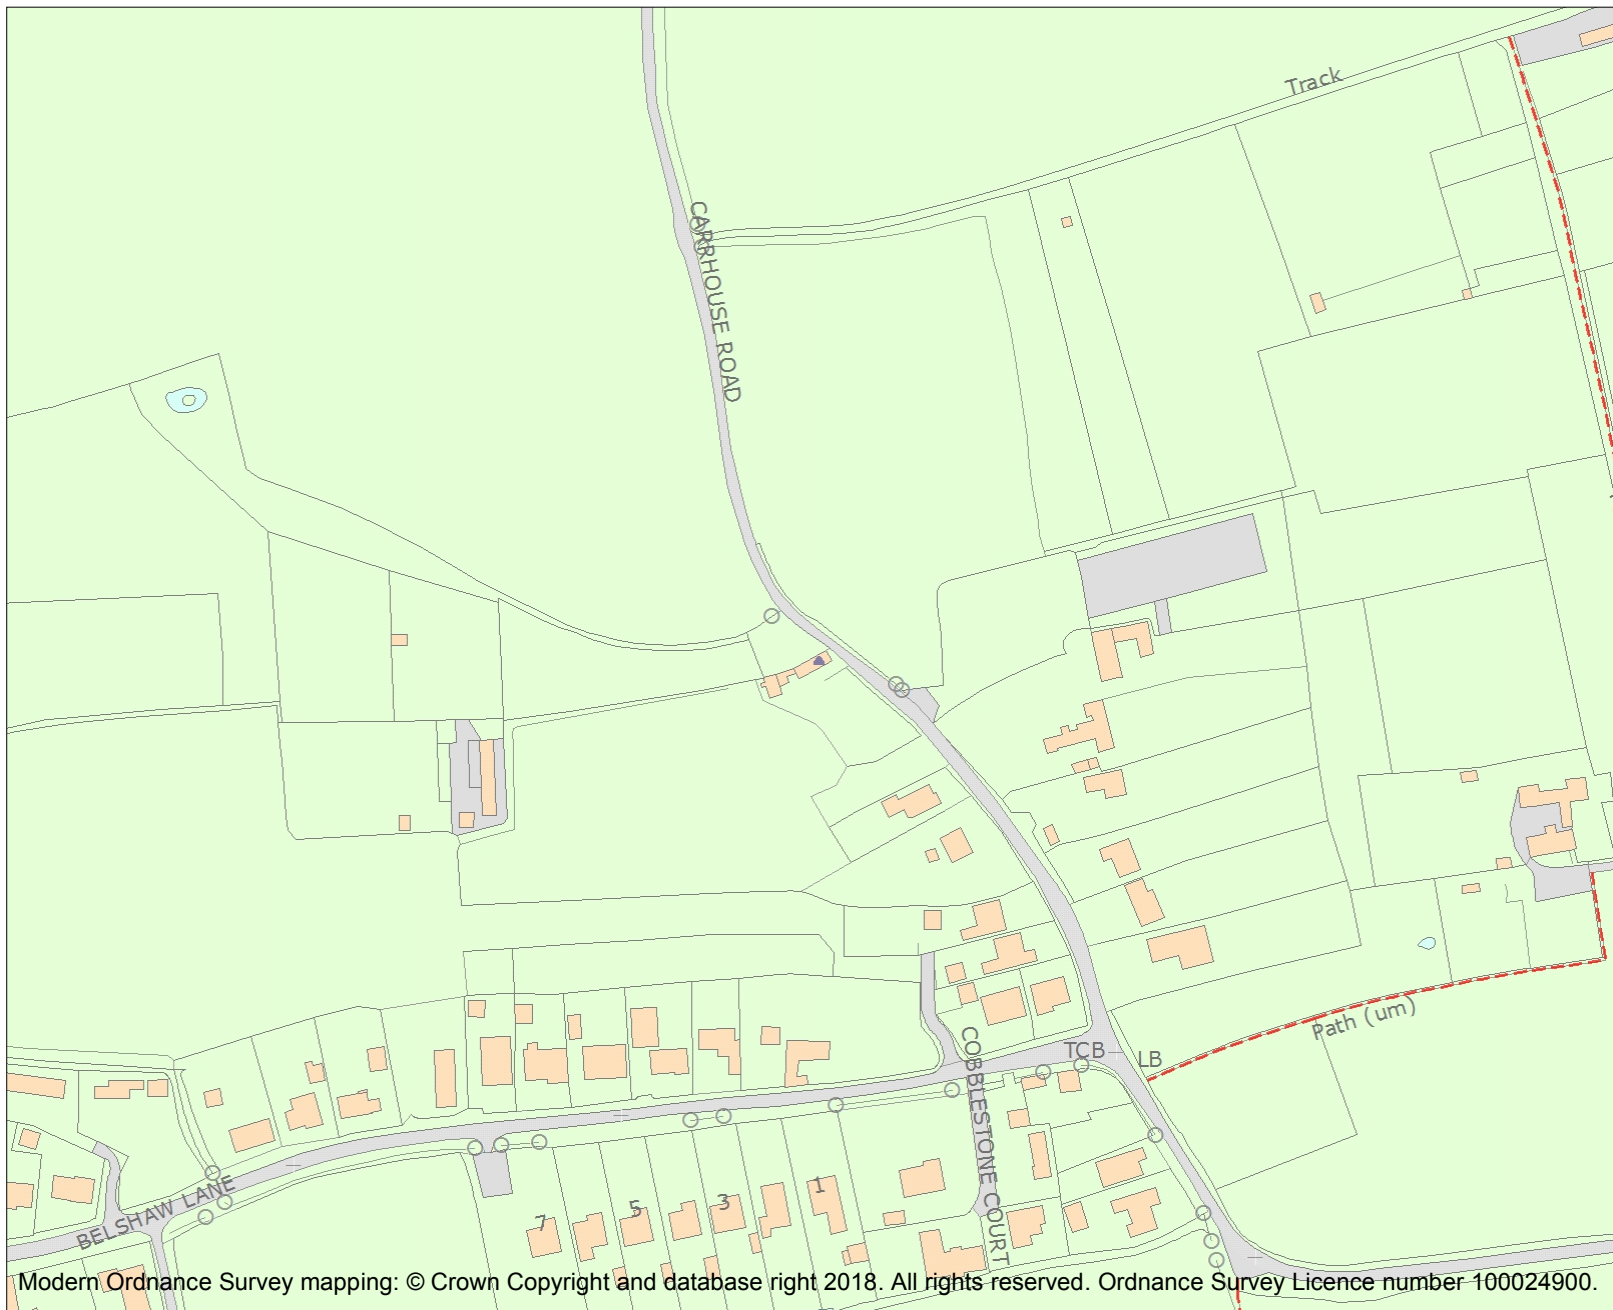 Track
CARRHOUSE ROAD
Path (um)
TCB
LB
COBBLESTONE COURT
BELSHAW LANE
7
5
3
1
Modern Ordnance Survey mapping: © Crown Copyright and database right 2018. All rights reserved. Ordnance Survey Licence number 100024900.